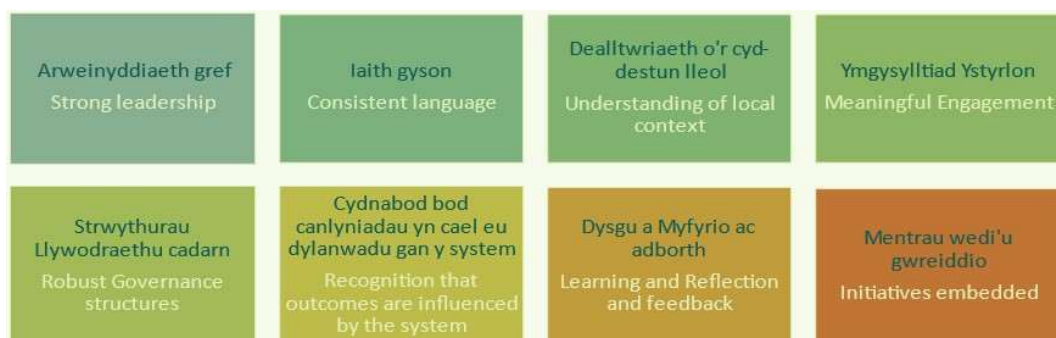 Arweinyddiaeth gref
Strong leadership
Iaith gyson
Consistent language
Dealltwriaeth o'r cyd-
destun lleol
Understanding of local
context
Ymgysylltiad Ystyrlon
Meaningful Engagement
Strwythurau
Llywodraethu cadarn
Robust Governance
structures
Cydnabod bod
canlyniadau yn cael eu
dylanwadu gan y system
Recognition that
outcomes are influenced
by the system
Dysgu a Myfyrio ac
adborth
Learning and Reflection
and feedback
Mentrau wedi'u
gwreiddio
Initiatives embedded